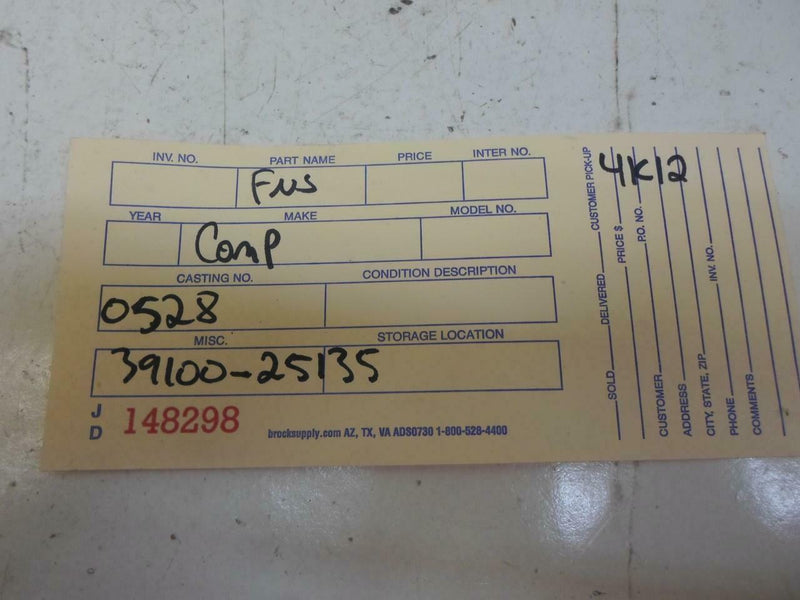 INV. NO. PART NAME PRICE INTER NO.
Fus
YEAR MAKE MODEL NO.
Comp
CASTING NO. CONDITION DESCRIPTION
0528
MISC. STORAGE LOCATION
39100-25135
JD 148298
brocksupply.com AZ, TX, VA ADS0730 1-800-528-4400
4K12
SOLD DELIVERED CUSTOMER PICK-UP
PRICE $
P.O. NO.
CUSTOMER
ADDRESS
CITY, STATE, ZIP INV. NO.
PHONE
COMMENTS